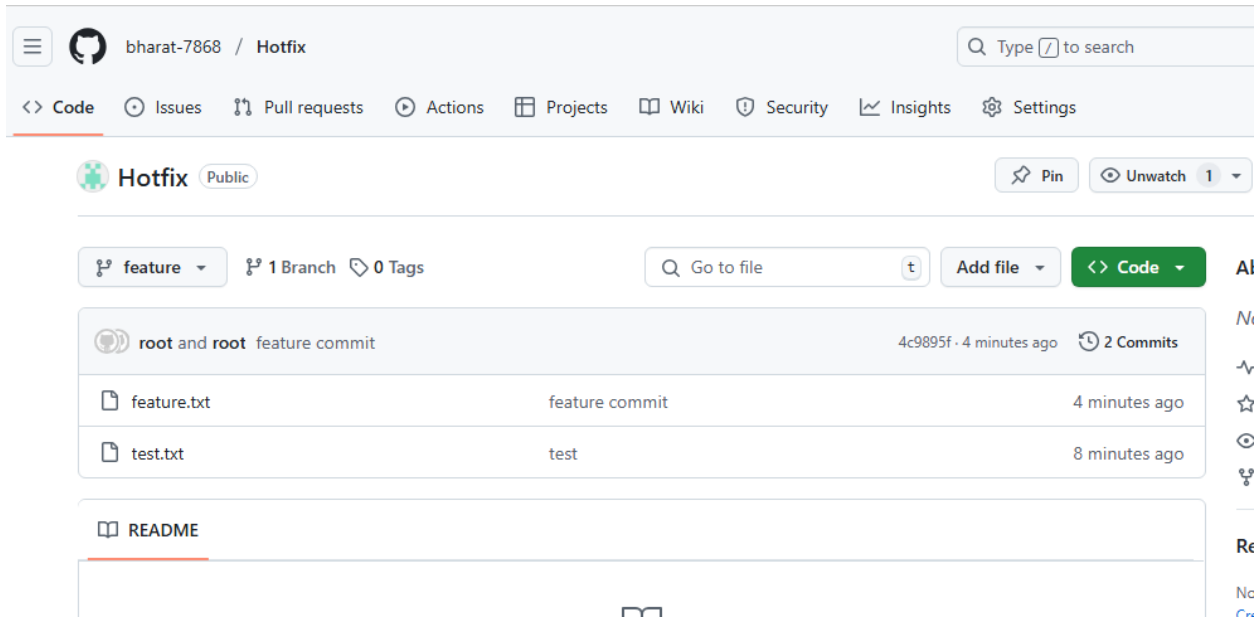 bharat-7868 / Hotfix Type / to search
Code Issues Pull requests Actions Projects Wiki Security Insights Settings
Hotfix Public Pin Unwatch 1
feature 1 Branch 0 Tags Go to file t Add file Code
root and root feature commit 4c9895f · 4 minutes ago 2 Commits
feature.txt feature commit 4 minutes ago
test.txt test 8 minutes ago
README